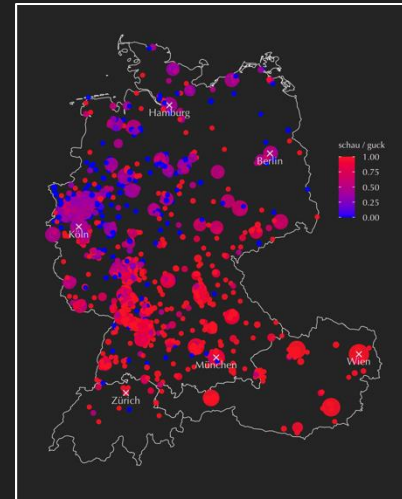 Hamburg
Berlin
schau / guck
1.00
0.75
0.50
0.25
0.00
Köln
München
Wien
Zürich